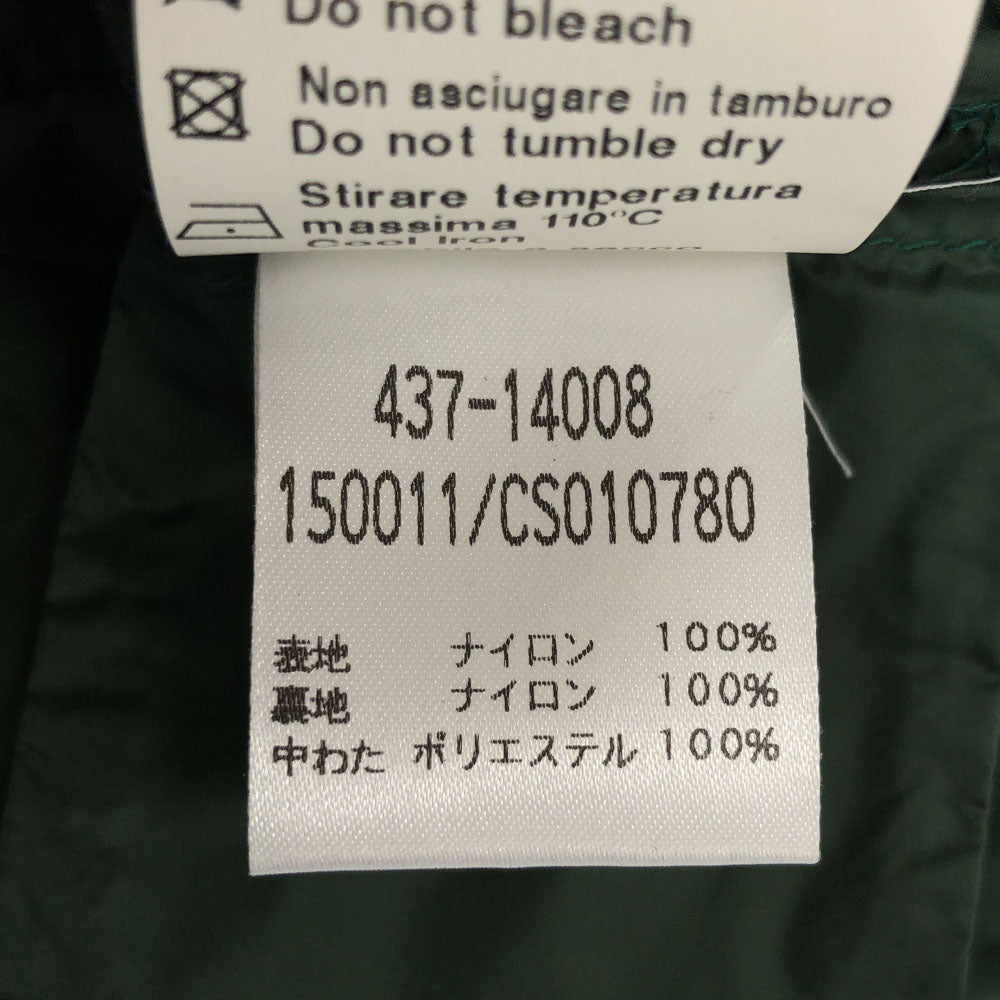 Do not bleach
Non asciugare in tamburo
Do not tumble dry
Stirare temperatura
massima 110°C
Cool Iron
437-14008
150011/CS010780
表地 ナイロン 100%
裏地 ナイロン 100%
中わた ポリエステル 100%